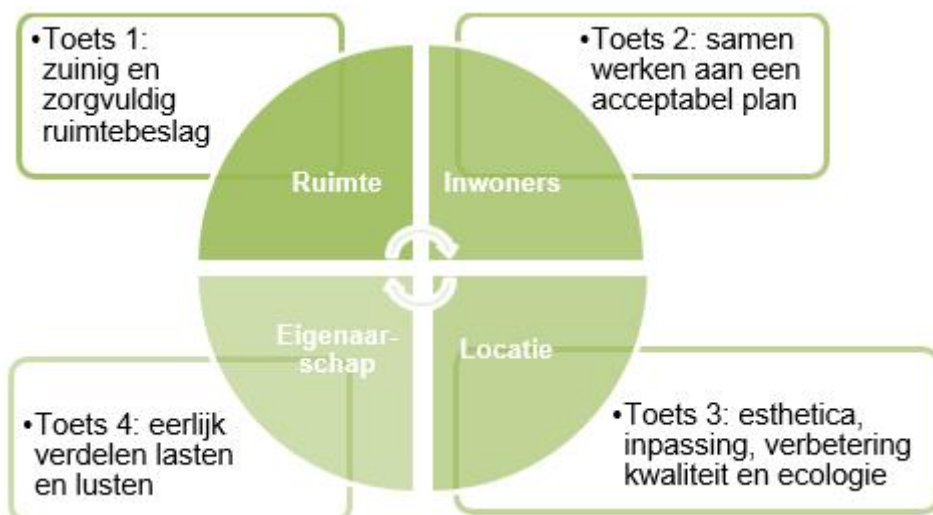 •Toets 1:
zuinig en
zorgvuldig
ruimtebeslag
•Toets 2: samen
werken aan een
acceptabel plan
Ruimte
Inwoners
Eigenaar-
schap
Locatie
•Toets 4: eerlijk
verdelen lasten
en lusten
•Toets 3: esthetica,
inpassing, verbetering
kwaliteit en ecologie